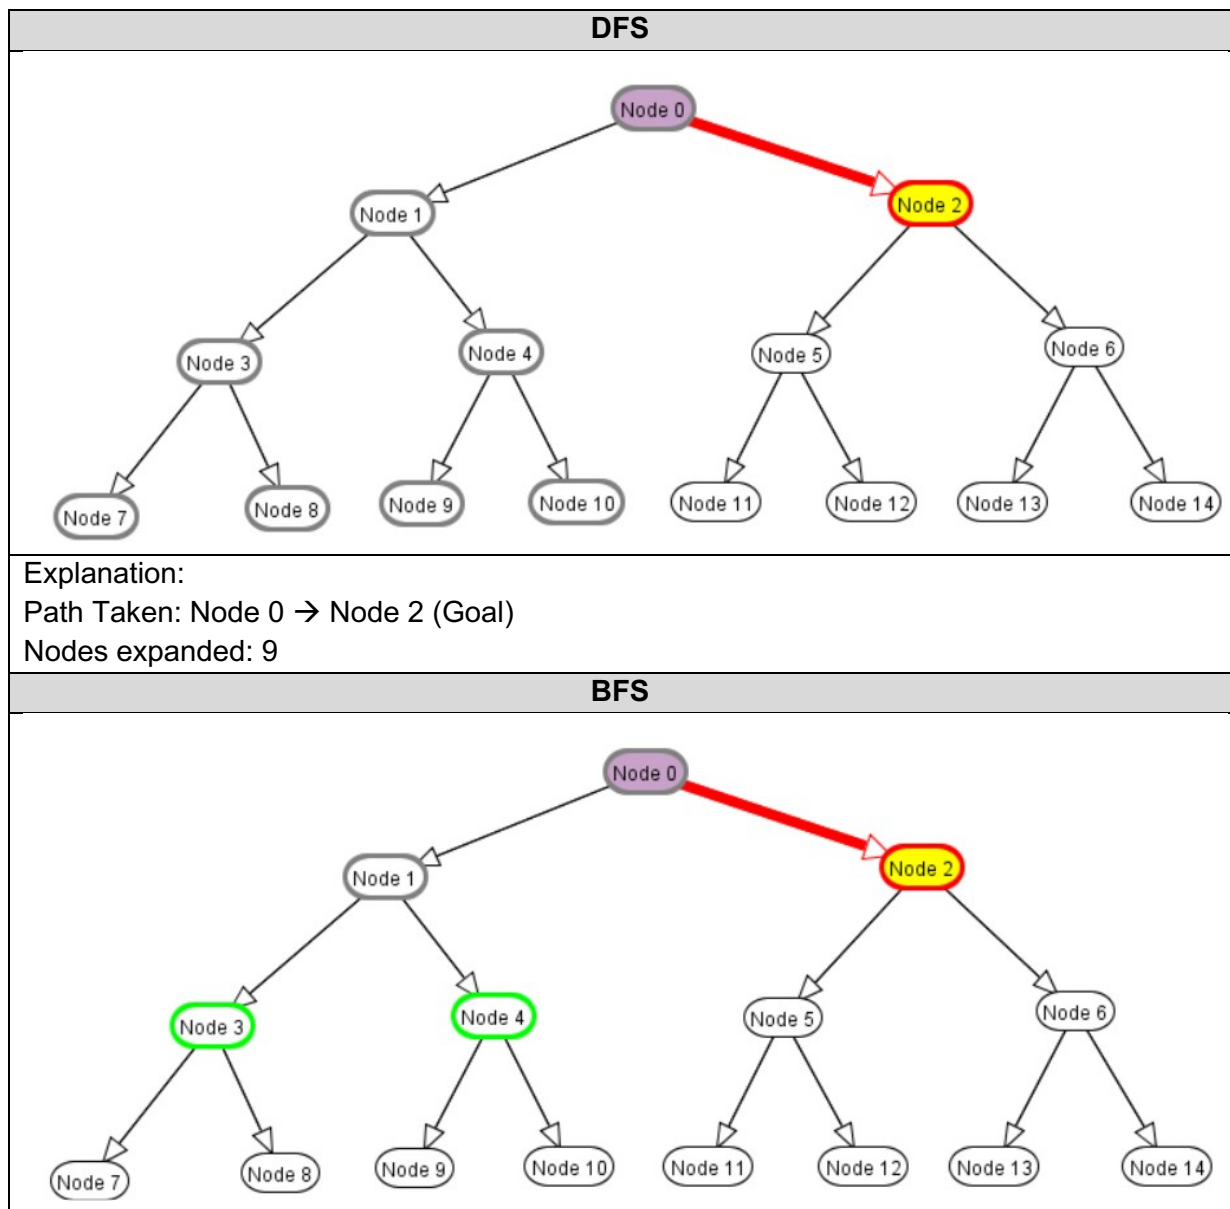 DFS
Node 0
Node 1
Node 2
Node 3
Node 4
Node 5
Node 6
Node 7
Node 8
Node 9
Node 10
Node 11
Node 12
Node 13
Node 14
Explanation:
Path Taken: Node 0 → Node 2 (Goal)
Nodes expanded: 9
BFS
Node 0
Node 1
Node 2
Node 3
Node 4
Node 5
Node 6
Node 7
Node 8
Node 9
Node 10
Node 11
Node 12
Node 13
Node 14